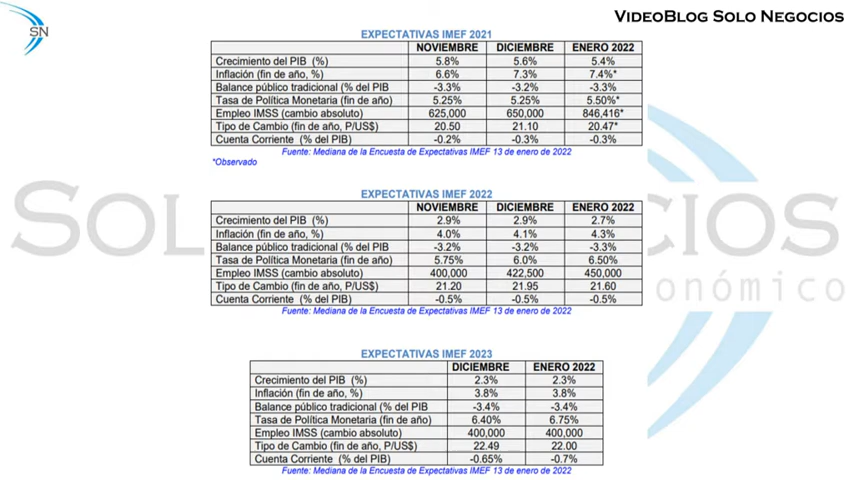 SN
VIDEOBLOG SOLO NEGOCIOS
EXPECTATIVAS IMEF 2021
NOVIEMBRE DICIEMBRE ENERO 2022
Crecimiento del PIB (%) 5.8% 5.6% 5.4%
Inflación (fin de año, %) 6.6% 7.3% 7.4%*
Balance público tradicional (% del PIB -3.3% -3.2% -3.3%
Tasa de Política Monetaria (fin de año) 5.25% 5.25% 5.50%*
Empleo IMSS (cambio absoluto) 625,000 650,000 846,416*
Tipo de Cambio (fin de año, P/US$) 20.50 21.10 20.47*
Cuenta Corriente (% del PIB) -0.2% -0.3% -0.3%
Fuente: Mediana de la Encuesta de Expectativas IMEF 13 de enero de 2022
*Observado
EXPECTATIVAS IMEF 2022
NOVIEMBRE DICIEMBRE ENERO 2022
Crecimiento del PIB (%) 2.9% 2.9% 2.7%
Inflación (fin de año, %) 4.0% 4.1% 4.3%
Balance público tradicional (% del PIB -3.2% -3.2% -3.3%
Tasa de Política Monetaria (fin de año) 5.75% 6.0% 6.50%
Empleo IMSS (cambio absoluto) 400,000 422,500 450,000
Tipo de Cambio (fin de año, P/US$) 21.20 21.95 21.60
Cuenta Corriente (% del PIB) -0.5% -0.5% -0.5%
Fuente: Mediana de la Encuesta de Expectativas IMEF 13 de enero de 2022
EXPECTATIVAS IMEF 2023
DICIEMBRE ENERO 2022
Crecimiento del PIB (%) 2.3% 2.3%
Inflación (fin de año, %) 3.8% 3.8%
Balance público tradicional (% del PIB -3.4% -3.4%
Tasa de Política Monetaria (fin de año) 6.40% 6.75%
Empleo IMSS (cambio absoluto) 400,000 400,000
Tipo de Cambio (fin de año, P/US$) 22.49 22.00
Cuenta Corriente (% del PIB) -0.65% -0.7%
Fuente: Mediana de la Encuesta de Expectativas IMEF 13 de enero de 2022